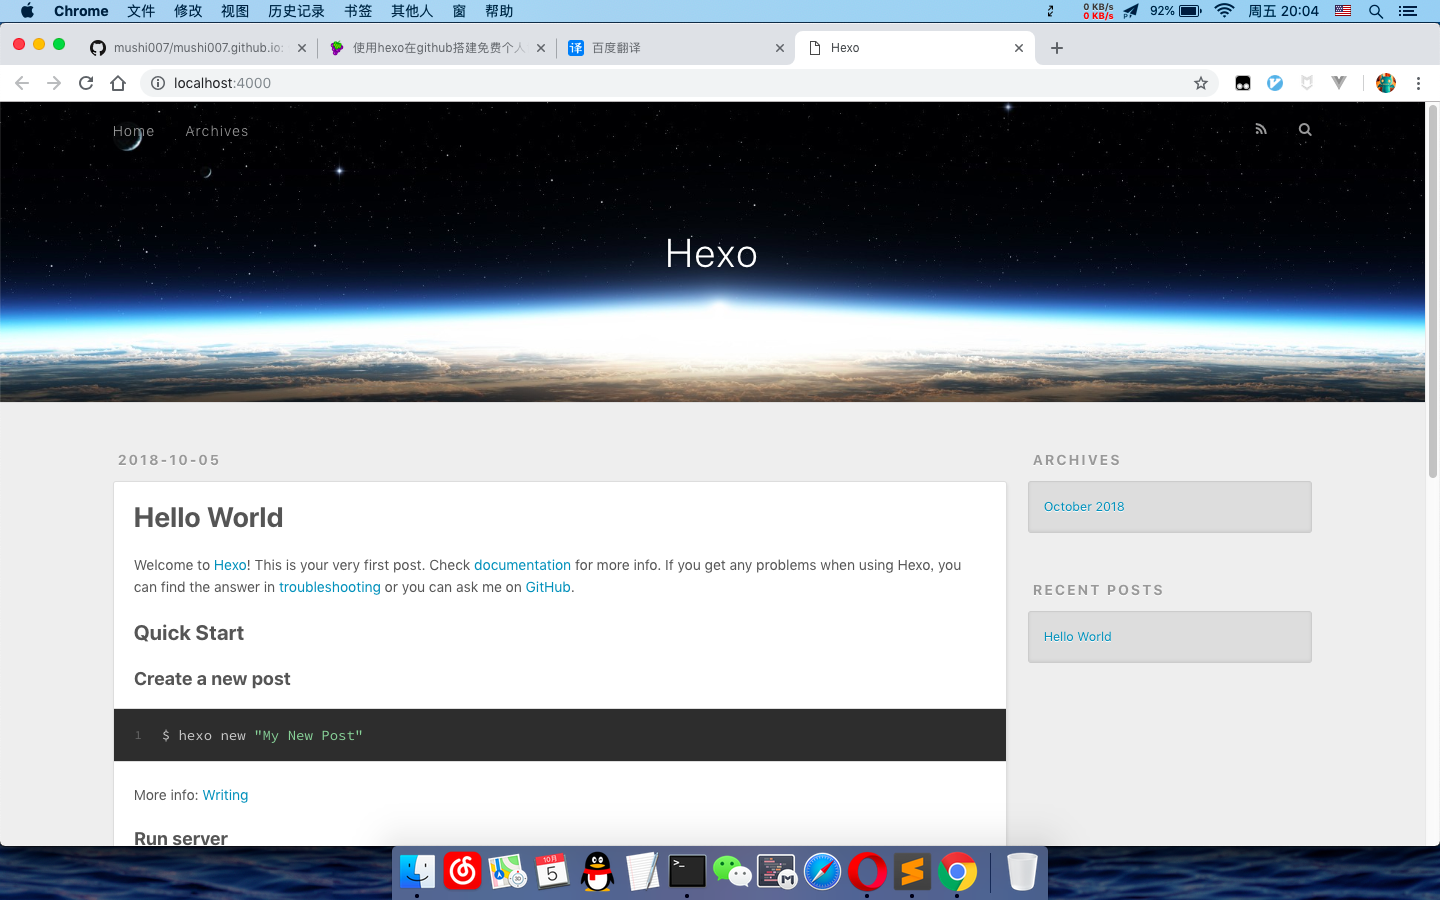 Chrome 文件 修改 视图 历史记录 书签 其他人 窗 帮助 0 KB/s 0 KB/s 92% 周五 20:04
mushi007/mushi007.github.io: 使用hexo在github搭建免费个人 译 百度翻译 Hexo
localhost:4000
Home Archives
Hexo
2018-10-05
Hello World
Welcome to Hexo! This is your very first post. Check documentation for more info. If you get any problems when using Hexo, you
can find the answer in troubleshooting or you can ask me on GitHub.
Quick Start
Create a new post
1 $ hexo new "My New Post"
More info: Writing
Run server
ARCHIVES
October 2018
RECENT POSTS
Hello World
10月
5